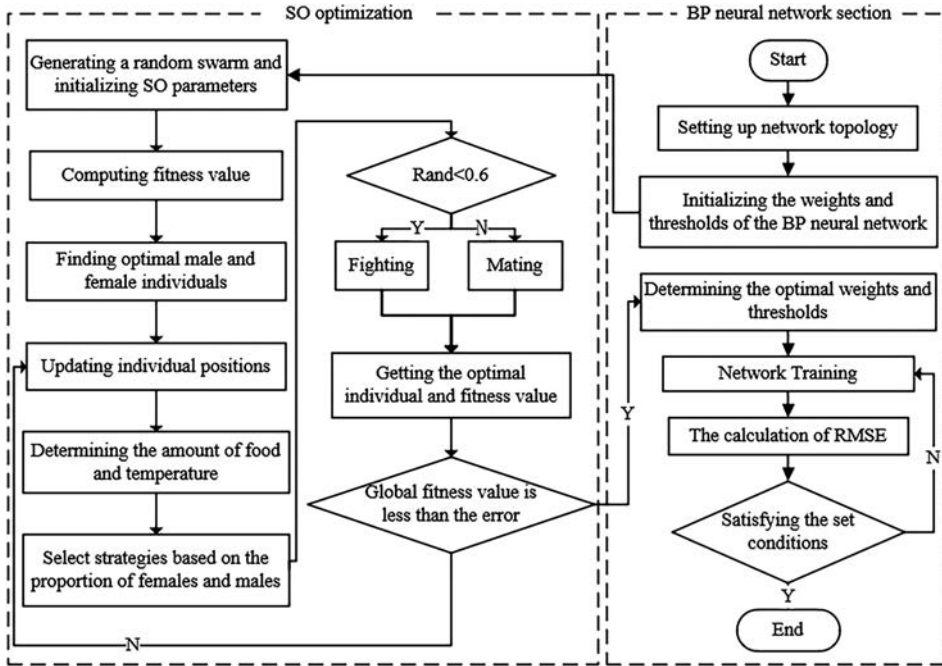 SO optimization
Generating a random swarm and
initializing SO parameters
Computing fitness value
Finding optimal male and
female individuals
Updating individual positions
Determining the amount of food
and temperature
Select strategies based on the
proportion of females and males
Rand<0.6
Y
N
Fighting
Mating
Getting the optimal
individual and fitness value
Global fitness value is
less than the error
N
Y
BP neural network section
Start
Setting up network topology
Initializing the weights and
thresholds of the BP neural network
Determining the optimal weights and
thresholds
Network Training
The calculation of RMSE
N
Satisfying the set
conditions
Y
End